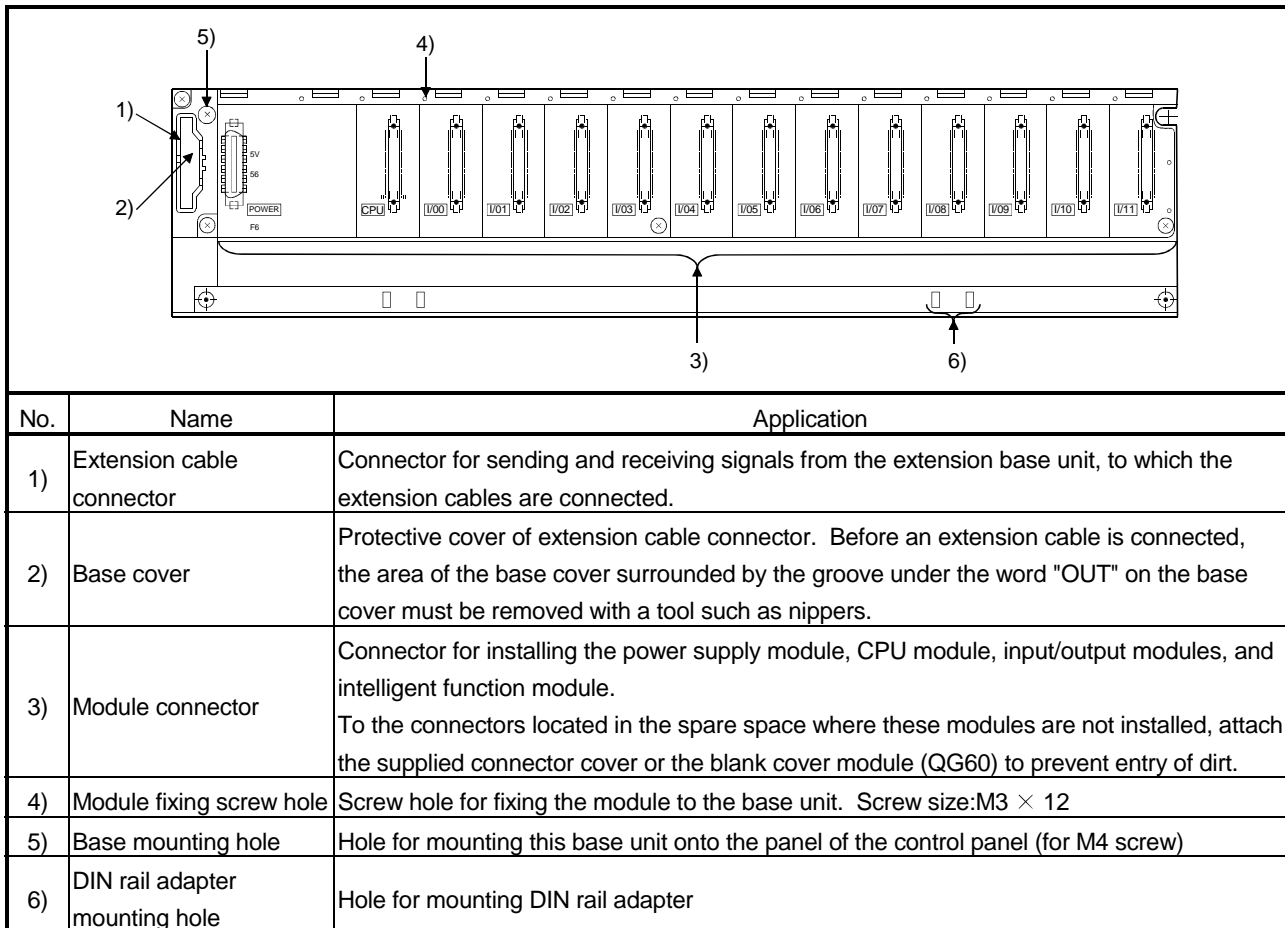 5)
4)
1)
2)
5V
56
POWER
F6
CPU
I/00
I/01
I/02
I/03
I/04
I/05
I/06
I/07
I/08
I/09
I/10
I/11
3)
6)
No. Name Application
1) Extension cable connector Connector for sending and receiving signals from the extension base unit, to which the
extension cables are connected.
2) Base cover Protective cover of extension cable connector. Before an extension cable is connected,
the area of the base cover surrounded by the groove under the word "OUT" on the base
cover must be removed with a tool such as nippers.
3) Module connector Connector for installing the power supply module, CPU module, input/output modules, and
intelligent function module.
To the connectors located in the spare space where these modules are not installed, attach
the supplied connector cover or the blank cover module (QG60) to prevent entry of dirt.
4) Module fixing screw hole Screw hole for fixing the module to the base unit. Screw size:M3 × 12
5) Base mounting hole Hole for mounting this base unit onto the panel of the control panel (for M4 screw)
6) DIN rail adapter mounting hole Hole for mounting DIN rail adapter